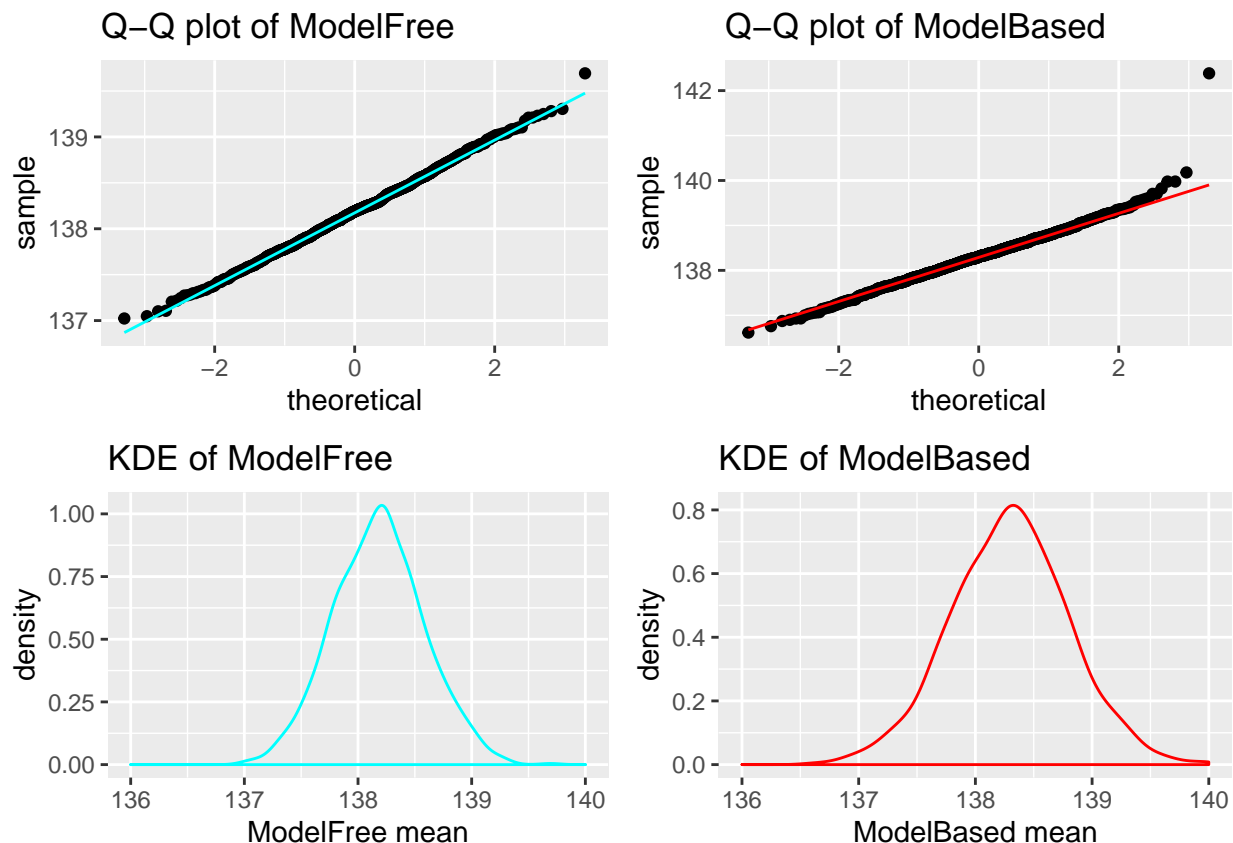 Q−Q plot of ModelFree
139
138
137
sample
−2
0
2
theoretical
Q−Q plot of ModelBased
142
140
138
sample
−2
0
2
theoretical
KDE of ModelFree
1.00
0.75
0.50
0.25
0.00
density
136
137
138
139
140
ModelFree mean
KDE of ModelBased
0.8
0.6
0.4
0.2
0.0
density
136
137
138
139
140
ModelBased mean